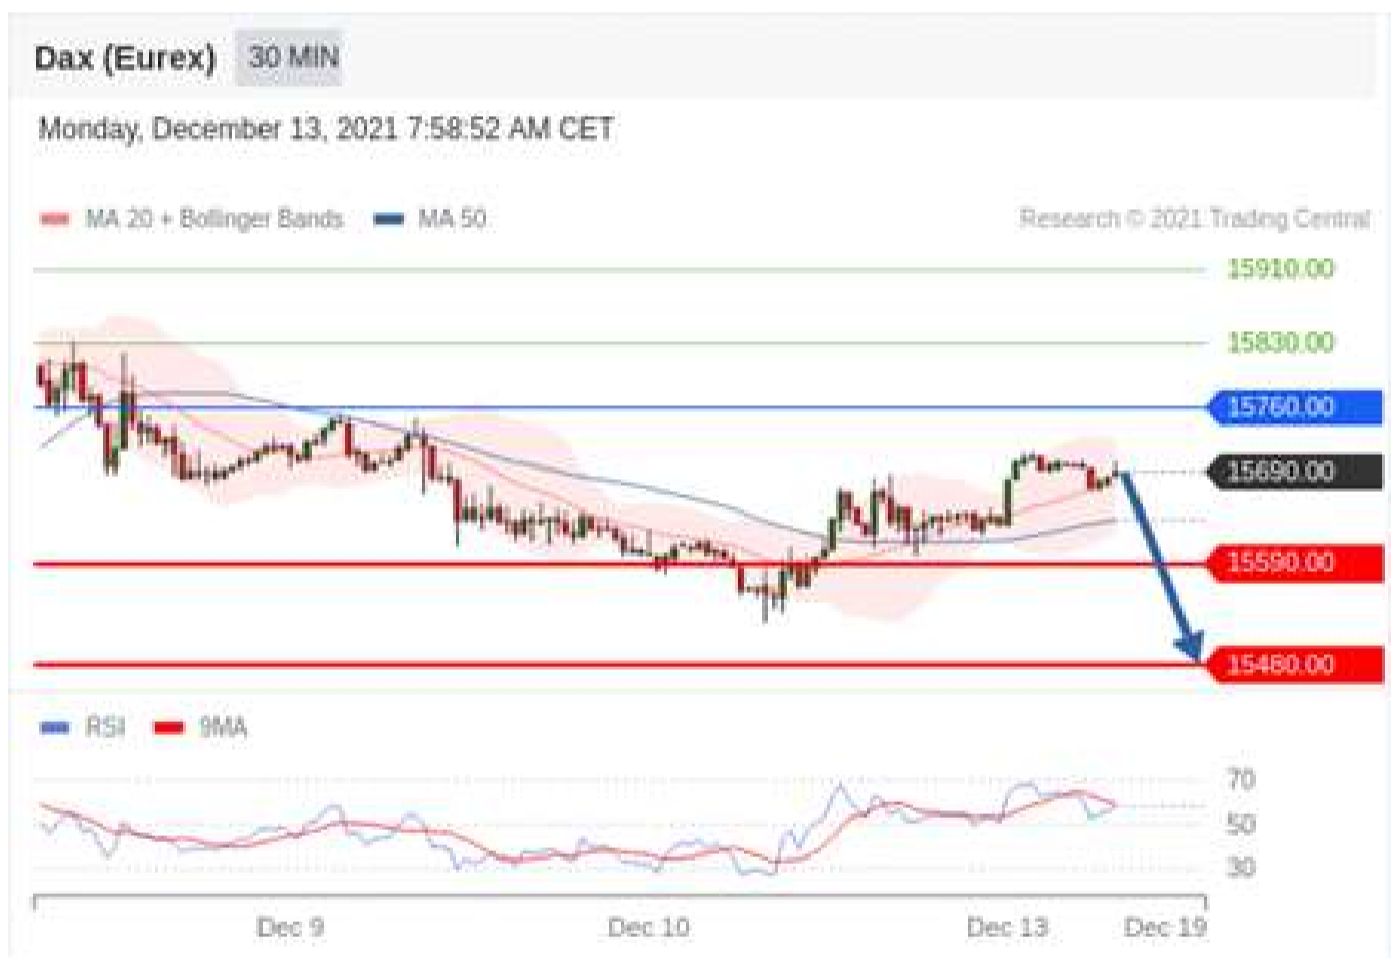 Dax (Eurex) 30 MIN
Monday, December 13, 2021 7:58:52 AM CET
MA 20 + Bollinger Bands MA 50 Research © 2021 Trading Central
15910.00
15830.00
15760.00
15690.00
15590.00
15480.00
RSI 9MA
70
50
30
Dec 9 Dec 10 Dec 13 Dec 19